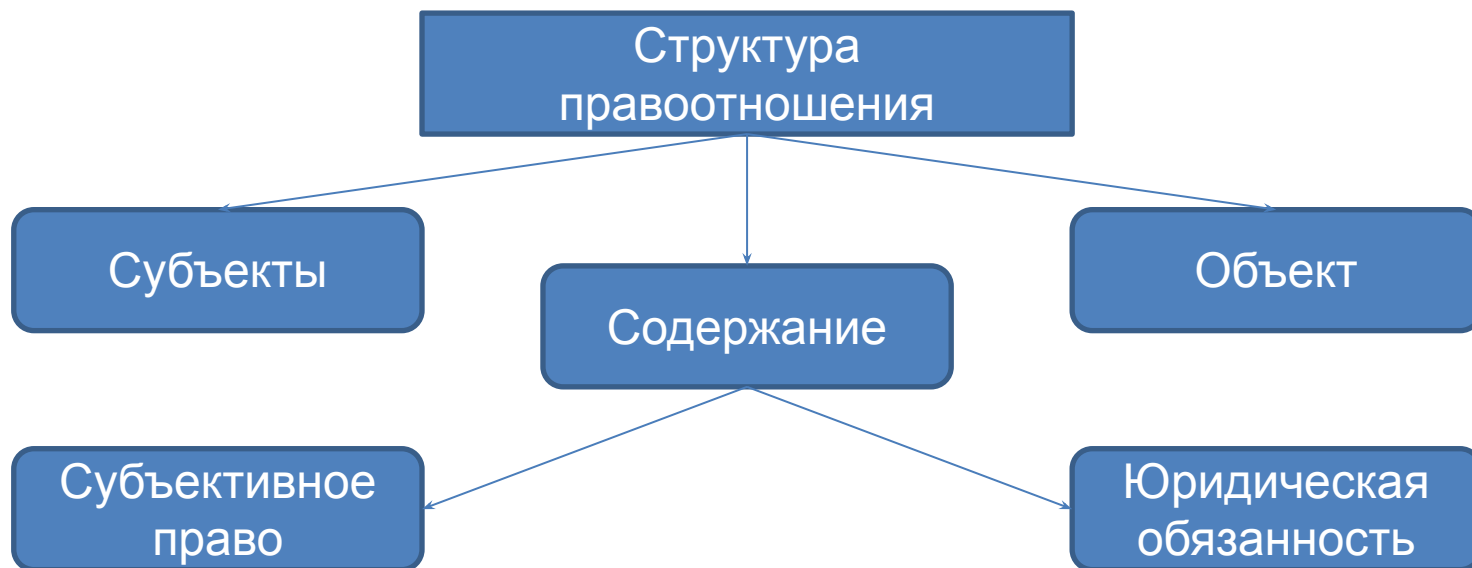 Структура
правоотношения
Субъекты
Объект
Содержание
Субъективное
право
Юридическая
обязанность